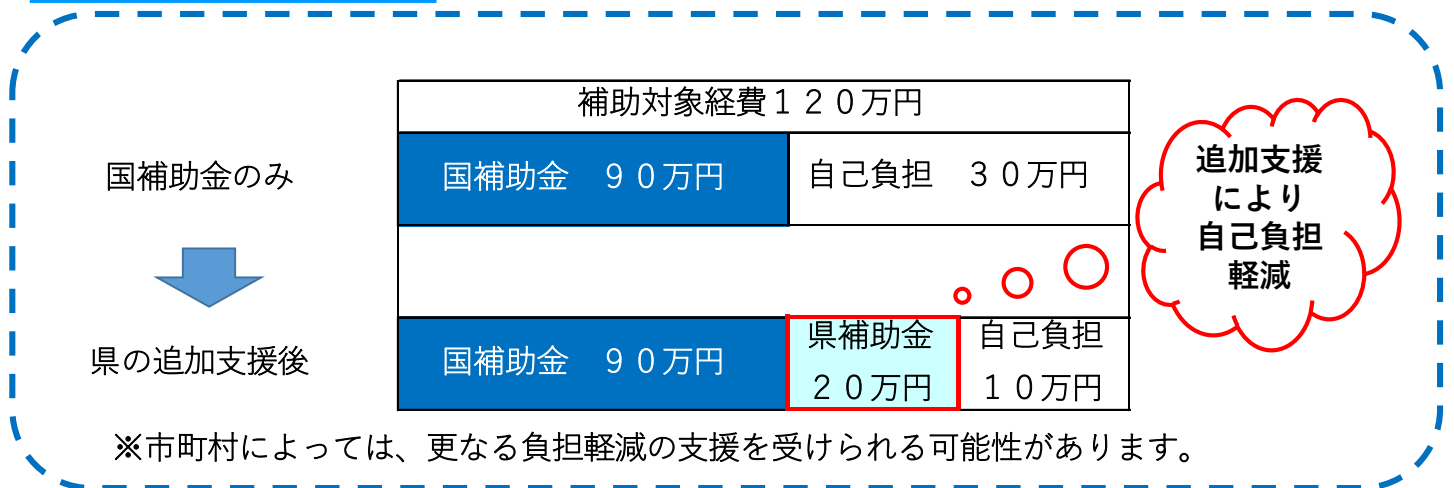 補助対象経費１２０万円
国補助金のみ
国補助金　９０万円
自己負担　３０万円
追加支援
により
自己負担
軽減
県の追加支援後
国補助金　９０万円
県補助金
２０万円
自己負担
１０万円
※市町村によっては、更なる負担軽減の支援を受けられる可能性があります。